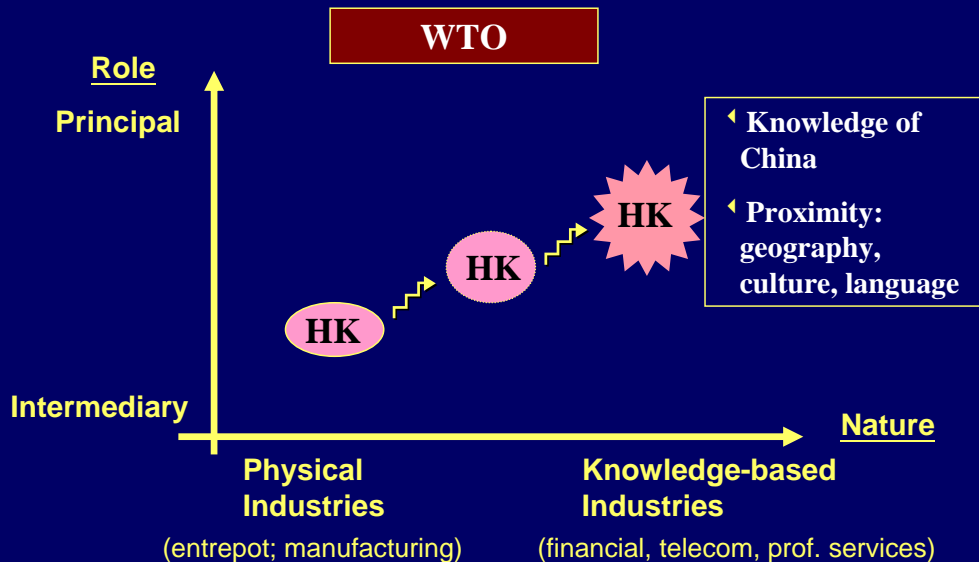 WTO
Role
Principal
Knowledge of
China
Proximity:
geography,
culture, language
HK
HK
HK
Intermediary
Nature
Physical
Industries
Knowledge-based
Industries
(entrepot; manufacturing)
(financial, telecom, prof. services)